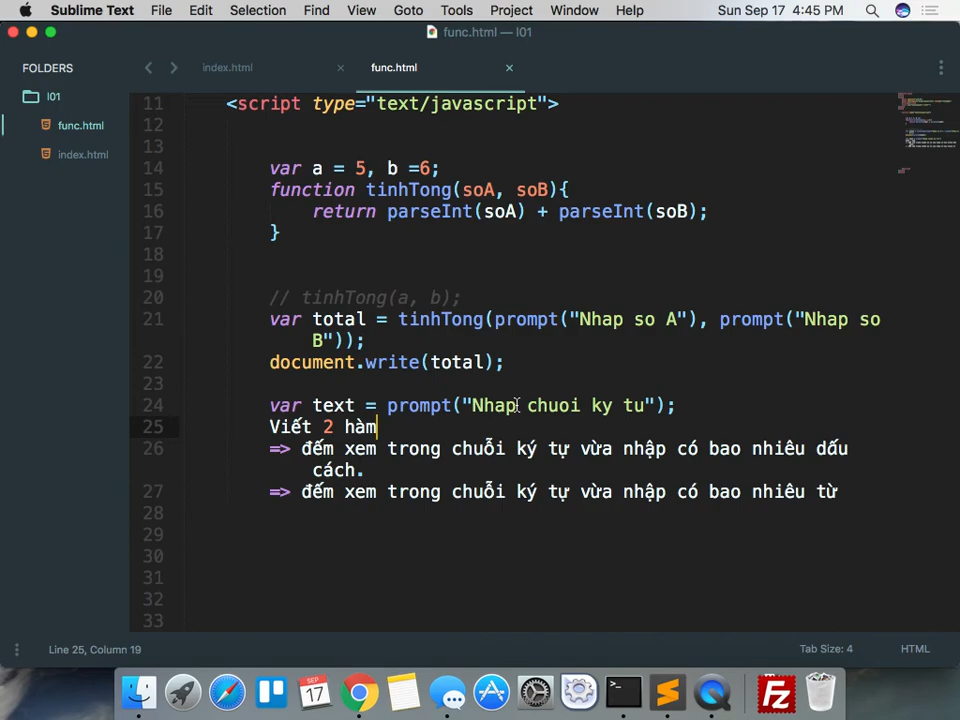 Sublime Text File Edit Selection Find View Goto Tools Project Window Help Sun Sep 17 4:45 PM
func.html — l01
FOLDERS
l01
func.html
index.html
index.html × func.html ×
11 <script type="text/javascript">
12
13
14 var a = 5, b =6;
15 function tinhTong(soA, soB){
16 return parseInt(soA) + parseInt(soB);
17 }
18
19
20 // tinhTong(a, b);
21 var total = tinhTong(prompt("Nhap so A"), prompt("Nhap so
B"));
22 document.write(total);
23
24 var text = prompt("Nhap chuoi ky tu");
25 Viết 2 hàm
26 => đếm xem trong chuỗi ký tự vừa nhập có bao nhiêu dấu
cách.
27 => đếm xem trong chuỗi ký tự vừa nhập có bao nhiêu từ
28
29
30
31
32
33
Line 25, Column 19 Tab Size: 4 HTML
SEP
17